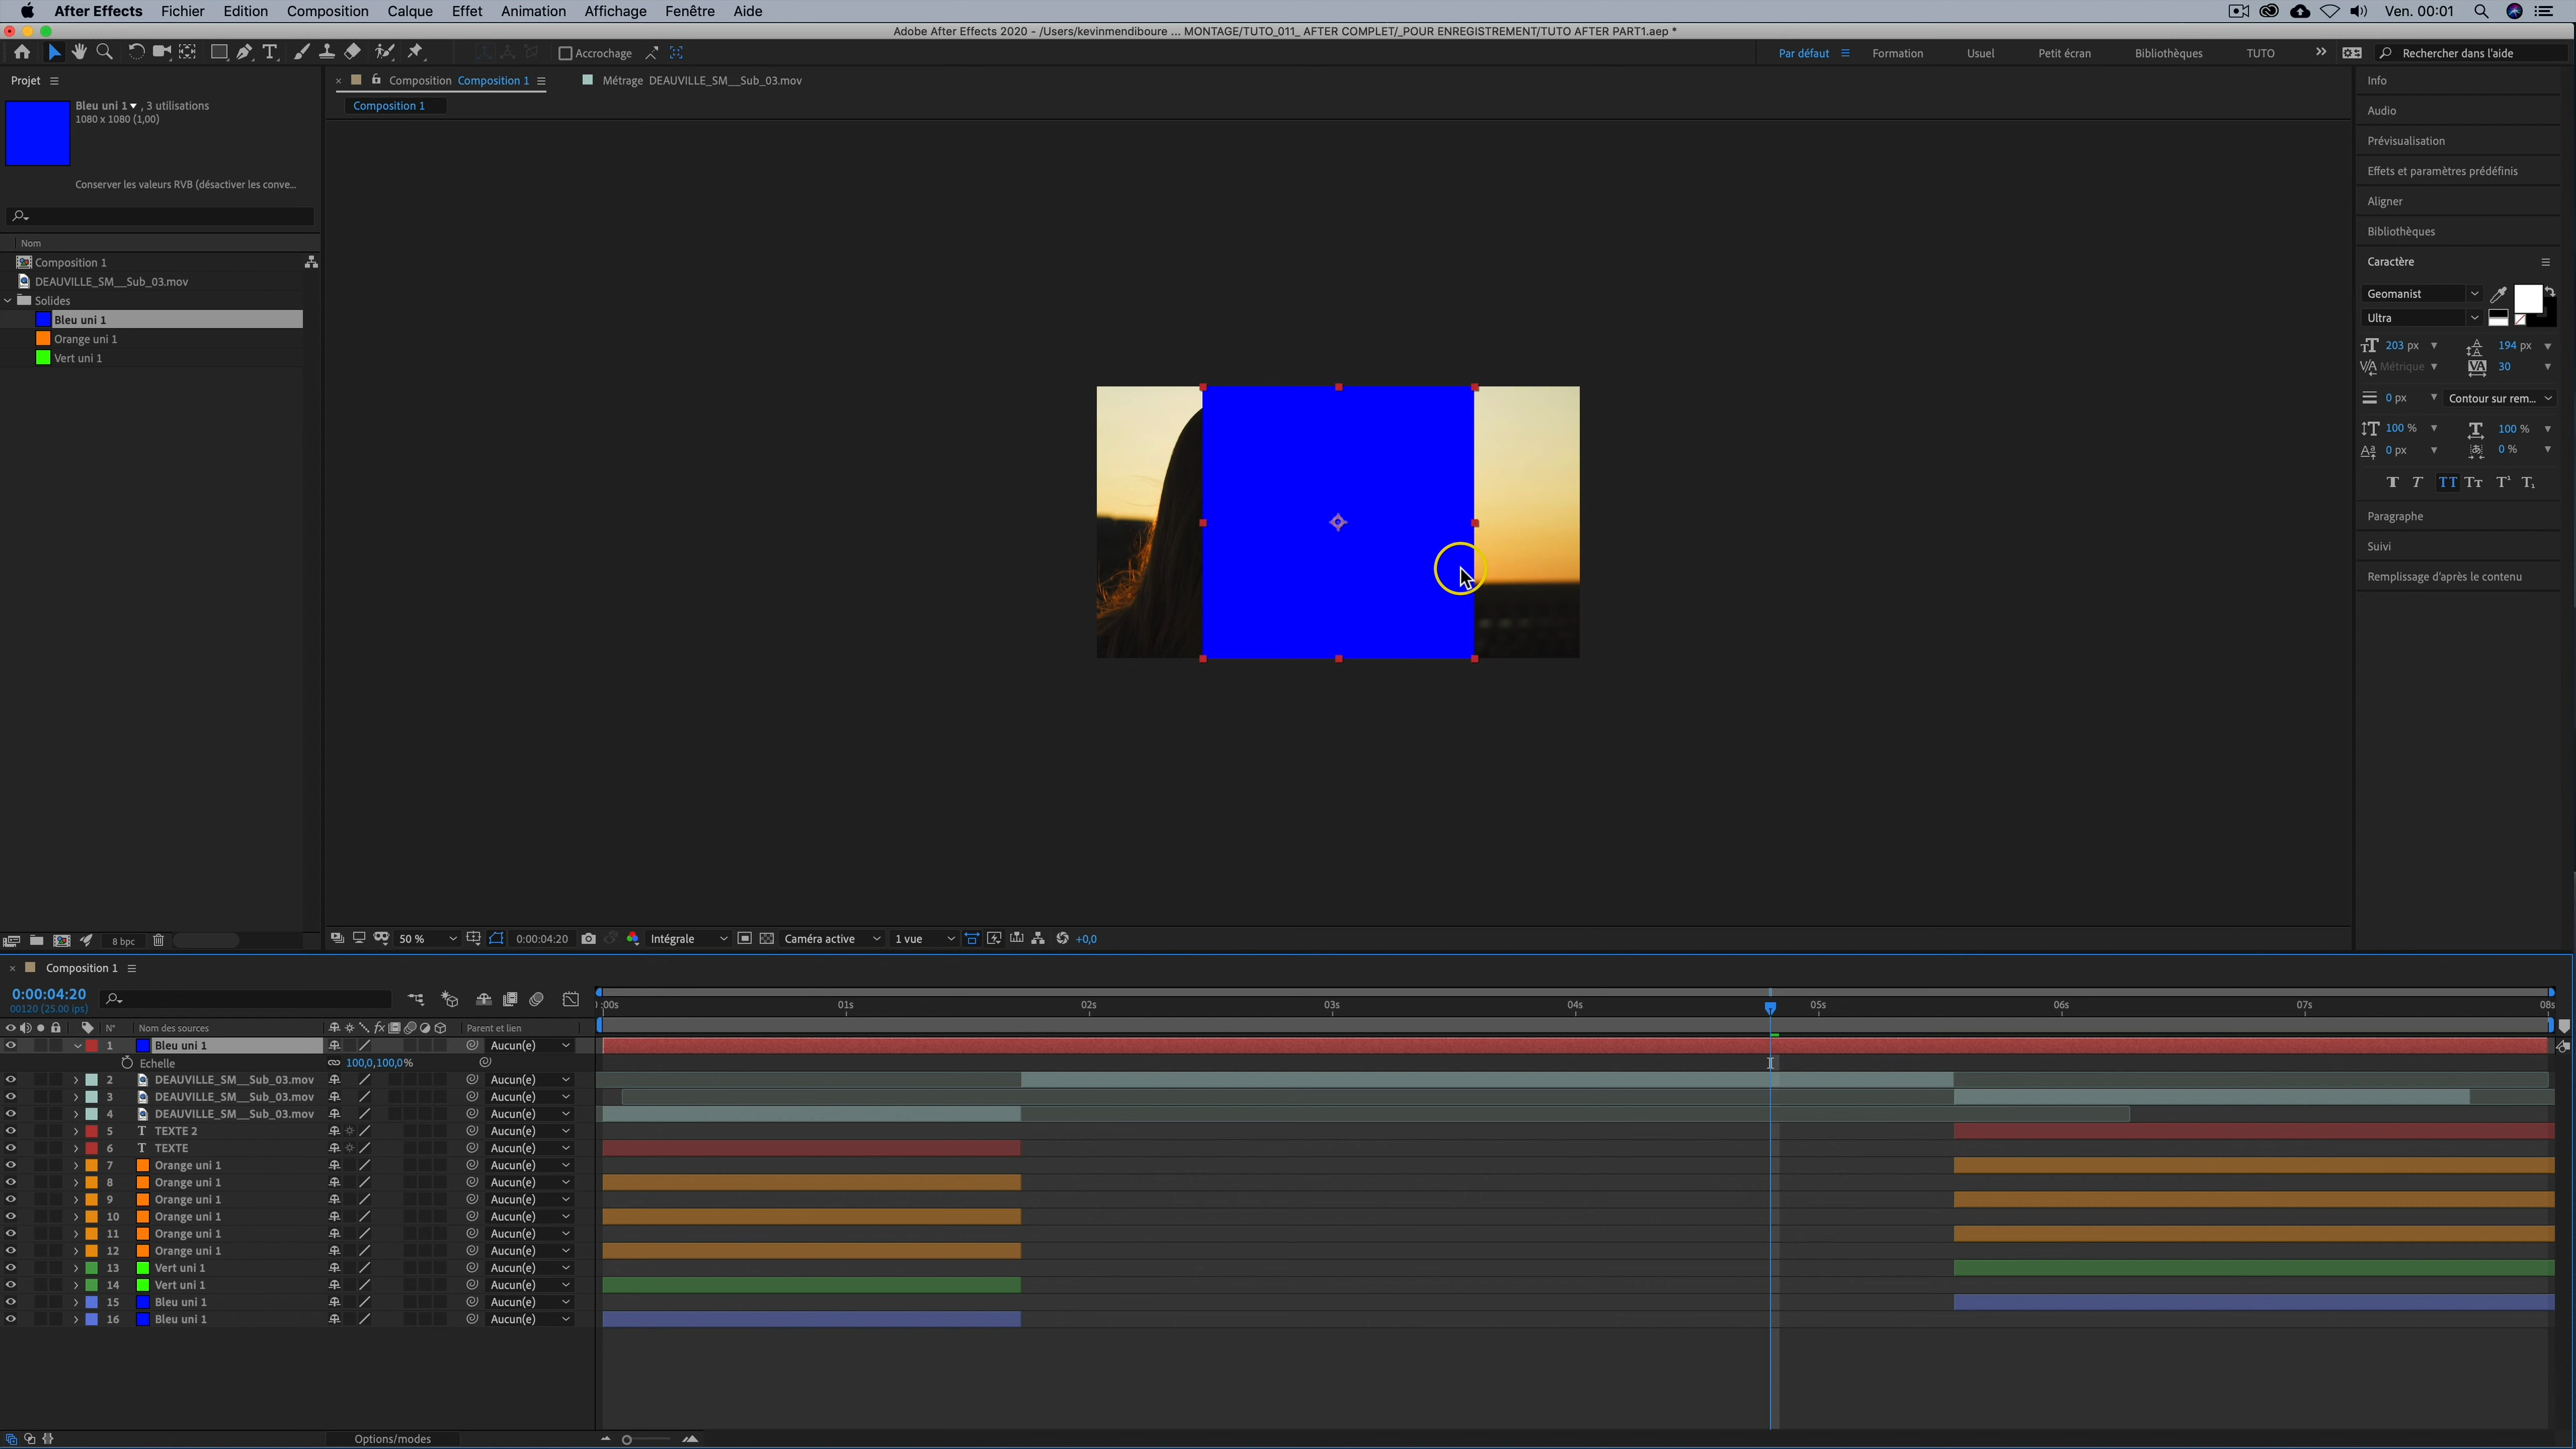 After Effects Fichier Edition Composition Calque Effet Animation Affichage Fenêtre Aide Ven. 00:01
Adobe After Effects 2020 - /Users/kevinmendiboure ... MONTAGE/TUTO_011_ AFTER COMPLET/_POUR ENREGISTREMENT/TUTO AFTER PART1.aep *
Accrochage Par défaut Formation Usuel Petit écran Bibliothèques TUTO Rechercher dans l'aide
Projet
Composition Composition 1 Métrage DEAUVILLE_SM__Sub_03.mov
Composition 1
Bleu uni 1 , 3 utilisations
1080 x 1080 (1,00)
Conserver les valeurs RVB (désactiver les conve...
Nom
Composition 1
DEAUVILLE_SM__Sub_03.mov
Solides
Bleu uni 1
Orange uni 1
Vert uni 1
8 bpc
50 % 0:00:04:20 Intégrale Caméra active 1 vue +0,0
Info
Audio
Prévisualisation
Effets et paramètres prédéfinis
Aligner
Bibliothèques
Caractère
Geomanist
Ultra
203 px 194 px
Métrique 30
0 px Contour sur rem...
100 % 100 %
0 px 0 %
T T TT Tт T¹ T₁
Paragraphe
Suivi
Remplissage d'après le contenu
Composition 1
0:00:04:20
00120 (25.00 ips)
:00s 01s 02s 03s 04s 05s 06s 07s 08s
N° Nom des sources Parent et lien
1 Bleu uni 1 Aucun(e)
Echelle 100,0,100,0%
2 DEAUVILLE_SM__Sub_03.mov Aucun(e)
3 DEAUVILLE_SM__Sub_03.mov Aucun(e)
4 DEAUVILLE_SM__Sub_03.mov Aucun(e)
5 T TEXTE 2 Aucun(e)
6 T TEXTE Aucun(e)
7 Orange uni 1 Aucun(e)
8 Orange uni 1 Aucun(e)
9 Orange uni 1 Aucun(e)
10 Orange uni 1 Aucun(e)
11 Orange uni 1 Aucun(e)
12 Orange uni 1 Aucun(e)
13 Vert uni 1 Aucun(e)
14 Vert uni 1 Aucun(e)
15 Bleu uni 1 Aucun(e)
16 Bleu uni 1 Aucun(e)
Options/modes